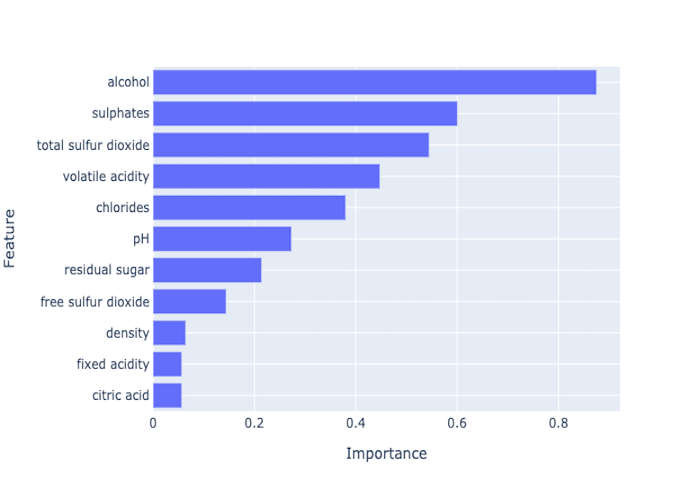 alcohol
sulphates
total sulfur dioxide
volatile acidity
chlorides
pH
residual sugar
free sulfur dioxide
density
fixed acidity
citric acid
Feature
0 0.2 0.4 0.6 0.8
Importance